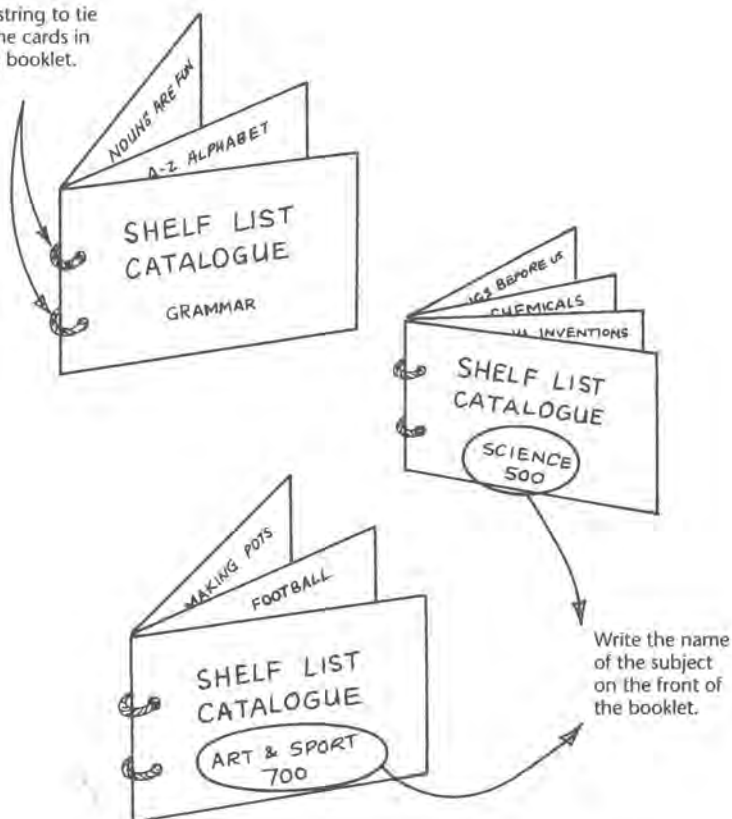 string to tie
cards in
booklet.
NOUNS ARE FUN
A-Z ALPHABET
SHELF LIST
CATALOGUE
GRAMMAR
BEFORE US
CHEMICALS
INVENTIONS
SHELF LIST
CATALOGUE
SCIENCE
500
MAKING POTS
FOOTBALL
SHELF LIST
CATALOGUE
ART & SPORT
700
Write the name
of the subject
on the front of
the booklet.